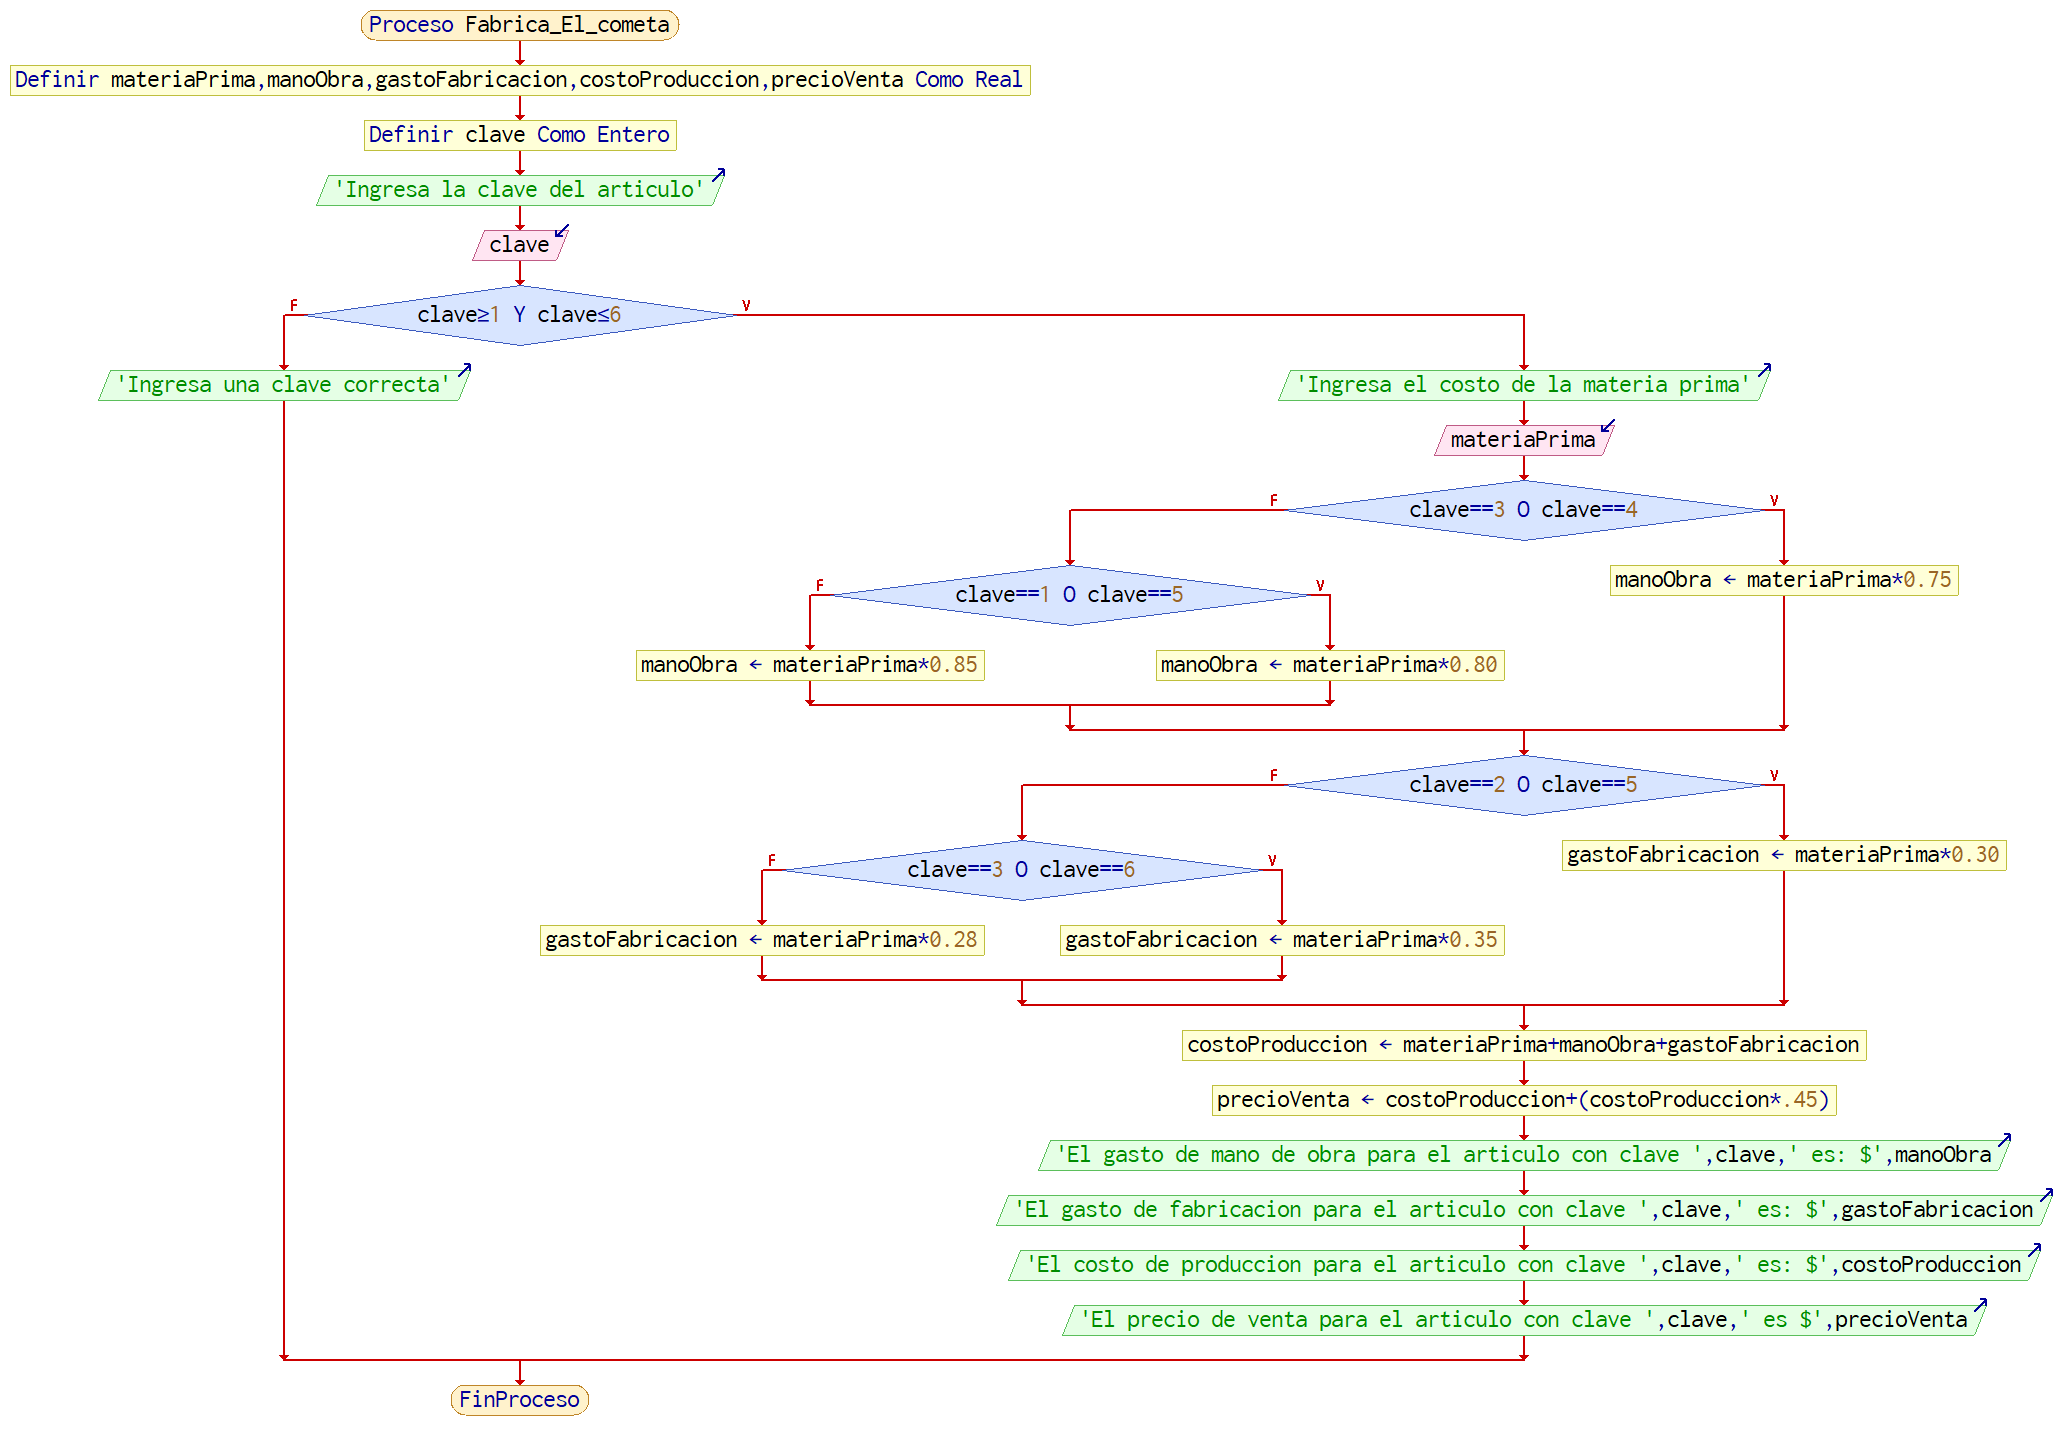 Proceso Fabrica_El_cometa
Definir materiaPrima,manoObra,gastoFabricacion,costoProduccion,precioVenta Como Real
Definir clave Como Entero
'Ingresa la clave del articulo'
clave
F
clave≥1 Y clave≤6
V
'Ingresa una clave correcta'
'Ingresa el costo de la materia prima'
materiaPrima
F
clave==3 O clave==4
V
manoObra ← materiaPrima*0.75
F
clave==1 O clave==5
V
manoObra ← materiaPrima*0.85
manoObra ← materiaPrima*0.80
F
clave==2 O clave==5
V
gastoFabricacion ← materiaPrima*0.30
F
clave==3 O clave==6
V
gastoFabricacion ← materiaPrima*0.28
gastoFabricacion ← materiaPrima*0.35
costoProduccion ← materiaPrima+manoObra+gastoFabricacion
precioVenta ← costoProduccion+(costoProduccion*.45)
'El gasto de mano de obra para el articulo con clave ',clave,' es: $',manoObra
'El gasto de fabricacion para el articulo con clave ',clave,' es: $',gastoFabricacion
'El costo de produccion para el articulo con clave ',clave,' es: $',costoProduccion
'El precio de venta para el articulo con clave ',clave,' es $',precioVenta
FinProceso